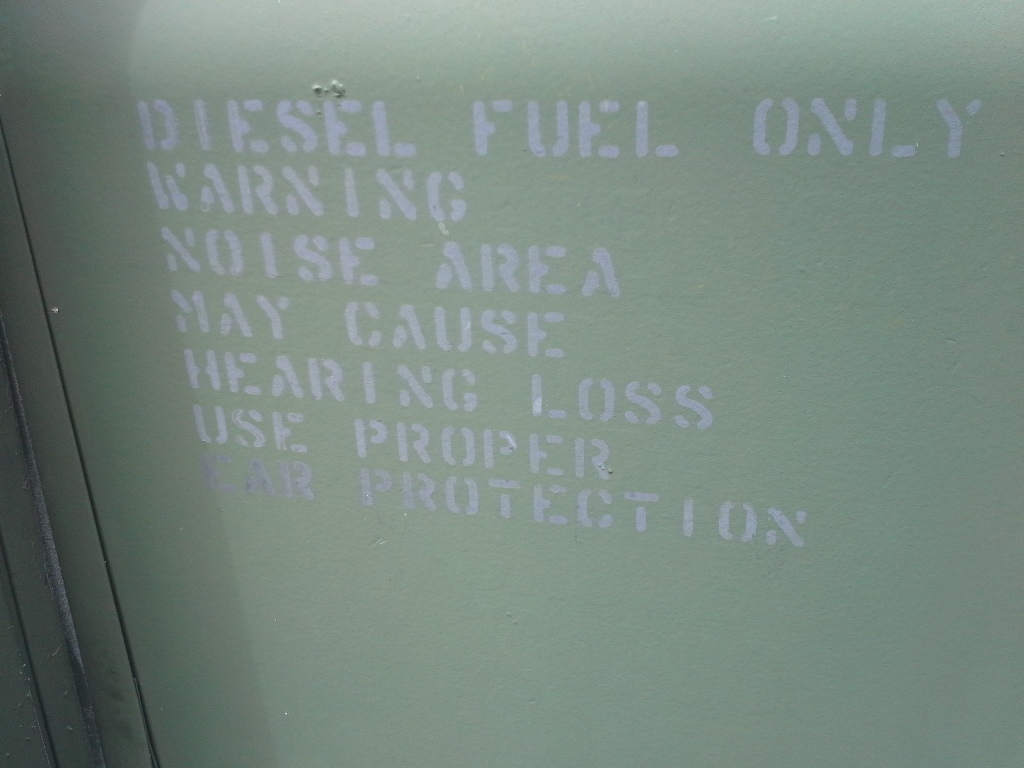 DIESEL FUEL ONLY
WARNING
NOISE AREA
MAY CAUSE
HEARING LOSS
USE PROPER
EAR PROTECTION